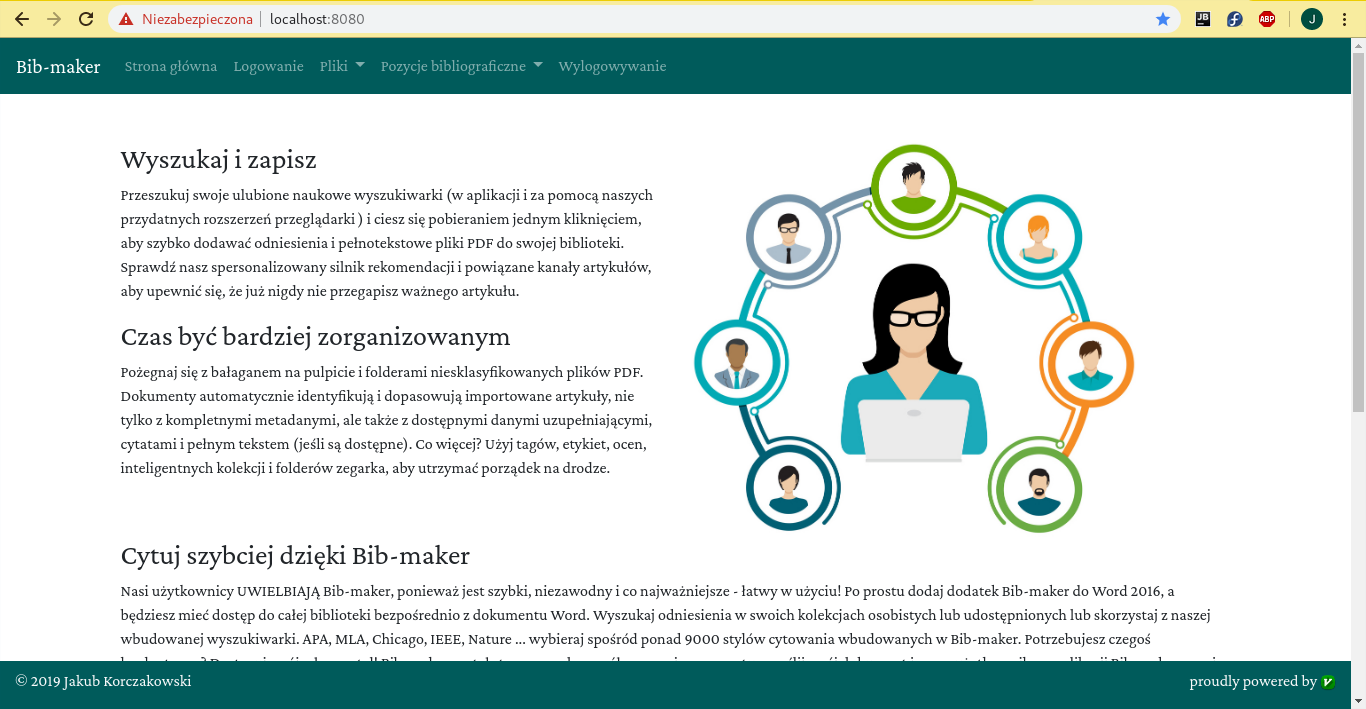 Niezabezpieczona | localhost:8080
JB
ABP
J
Bib-maker Strona główna Logowanie Pliki Pozycje bibliograficzne Wylogowywanie
Wyszukaj i zapisz
Przeszukuj swoje ulubione naukowe wyszukiwarki (w aplikacji i za pomocą naszych
przydatnych rozszerzeń przeglądarki ) i ciesz się pobieraniem jednym kliknięciem,
aby szybko dodawać odniesienia i pełnotekstowe pliki PDF do swojej biblioteki.
Sprawdź nasz spersonalizowany silnik rekomendacji i powiązane kanały artykułów,
aby upewnić się, że już nigdy nie przegapisz ważnego artykułu.
Czas być bardziej zorganizowanym
Pożegnaj się z bałaganem na pulpicie i folderami niesklasyfikowanych plików PDF.
Dokumenty automatycznie identyfikują i dopasowują importowane artykuły, nie
tylko z kompletnymi metadanymi, ale także z dostępnymi danymi uzupełniającymi,
cytatami i pełnym tekstem (jeśli są dostępne). Co więcej? Użyj tagów, etykiet, ocen,
inteligentnych kolekcji i folderów zegarka, aby utrzymać porządek na drodze.
Cytuj szybciej dzięki Bib-maker
Nasi użytkownicy UWIELBIAJĄ Bib-maker, ponieważ jest szybki, niezawodny i co najważniejsze - łatwy w użyciu! Po prostu dodaj dodatek Bib-maker do Word 2016, a
będziesz mieć dostęp do całej biblioteki bezpośrednio z dokumentu Word. Wyszukaj odniesienia w swoich kolekcjach osobistych lub udostępnionych lub skorzystaj z naszej
wbudowanej wyszukiwarki. APA, MLA, Chicago, IEEE, Nature ... wybieraj spośród ponad 9000 stylów cytowania wbudowanych w Bib-maker. Potrzebujesz czegoś
© 2019 Jakub Korczakowski
proudly powered by